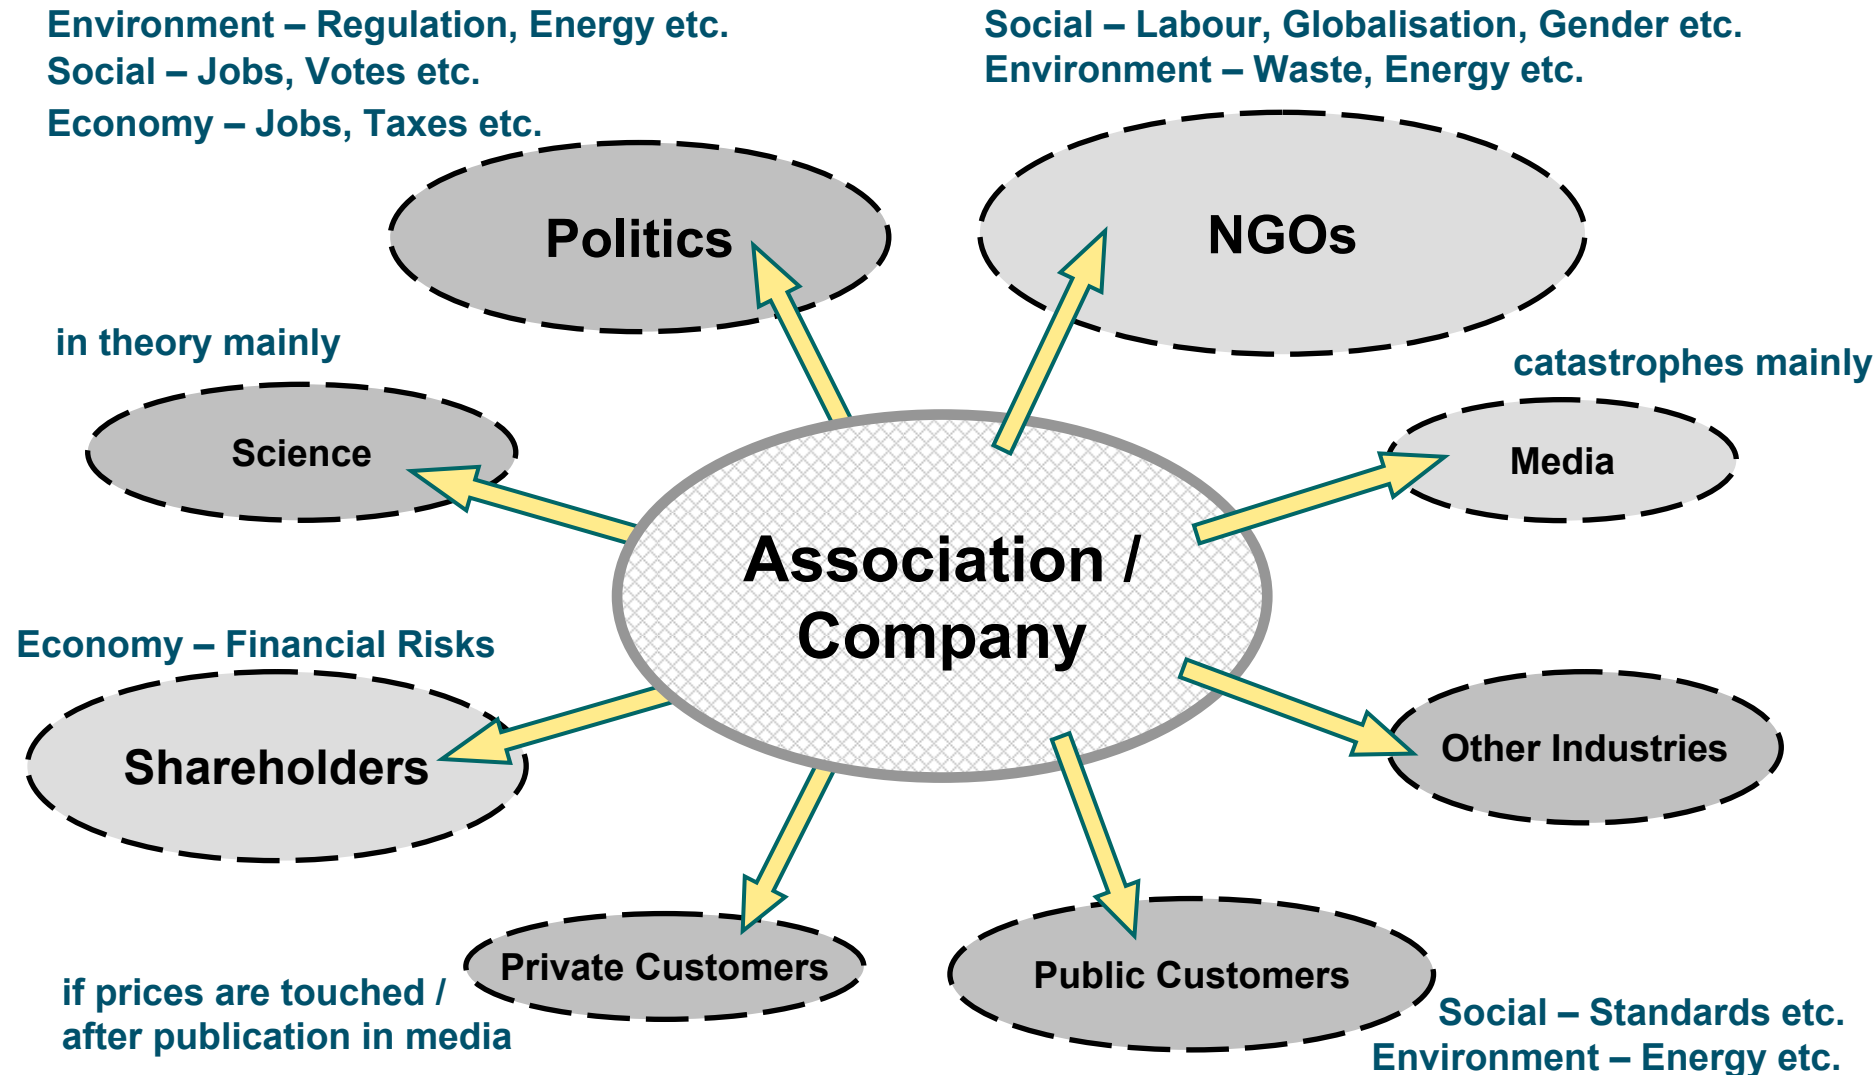 Environment – Regulation, Energy etc.
Social – Jobs, Votes etc.
Economy – Jobs, Taxes etc.
Social – Labour, Globalisation, Gender etc.
Environment – Waste, Energy etc.
Politics
NGOs
in theory mainly
catastrophes mainly
Science
Media
Association /
Company
Economy – Financial Risks
Shareholders
Other Industries
Private Customers
Public Customers
if prices are touched /
after publication in media
Social – Standards etc.
Environment – Energy etc.